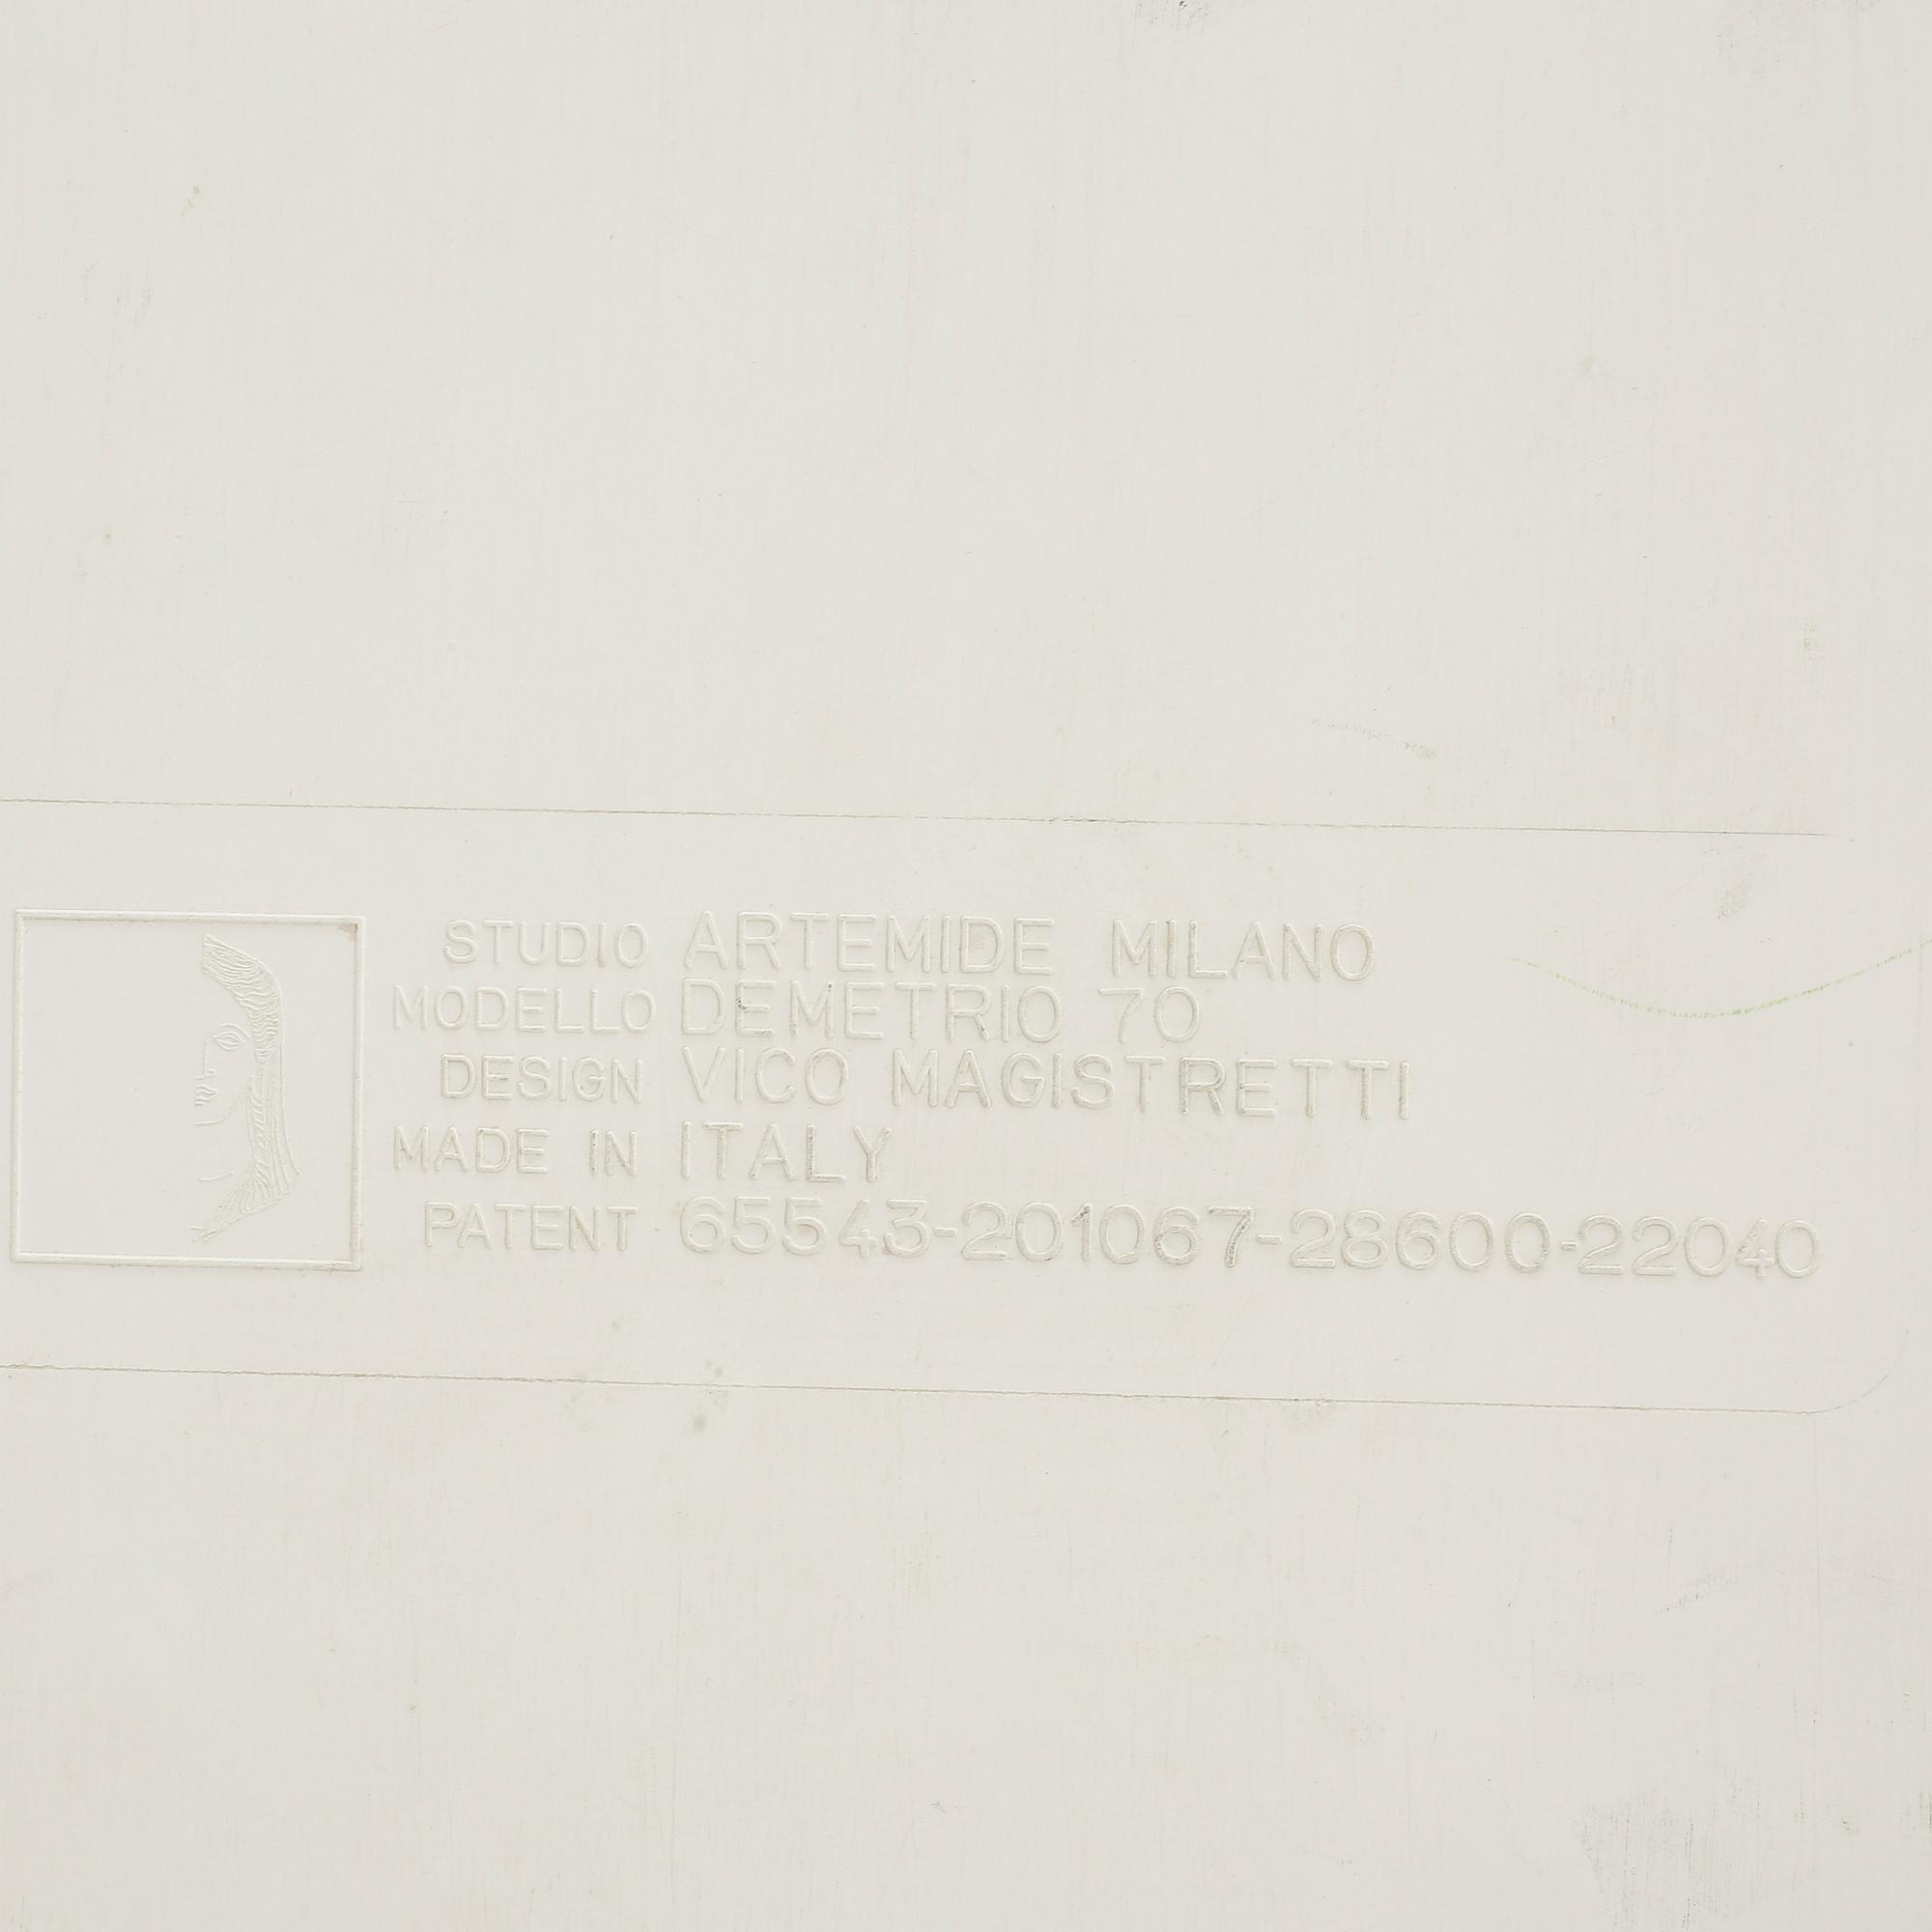 STUDIO ARTEMIDE MILANO
MODELLO DEMETRIO 70
DESIGN VICO MAGISTRETTI
MADE IN ITALY
PATENT 65543-201067-28600-22040